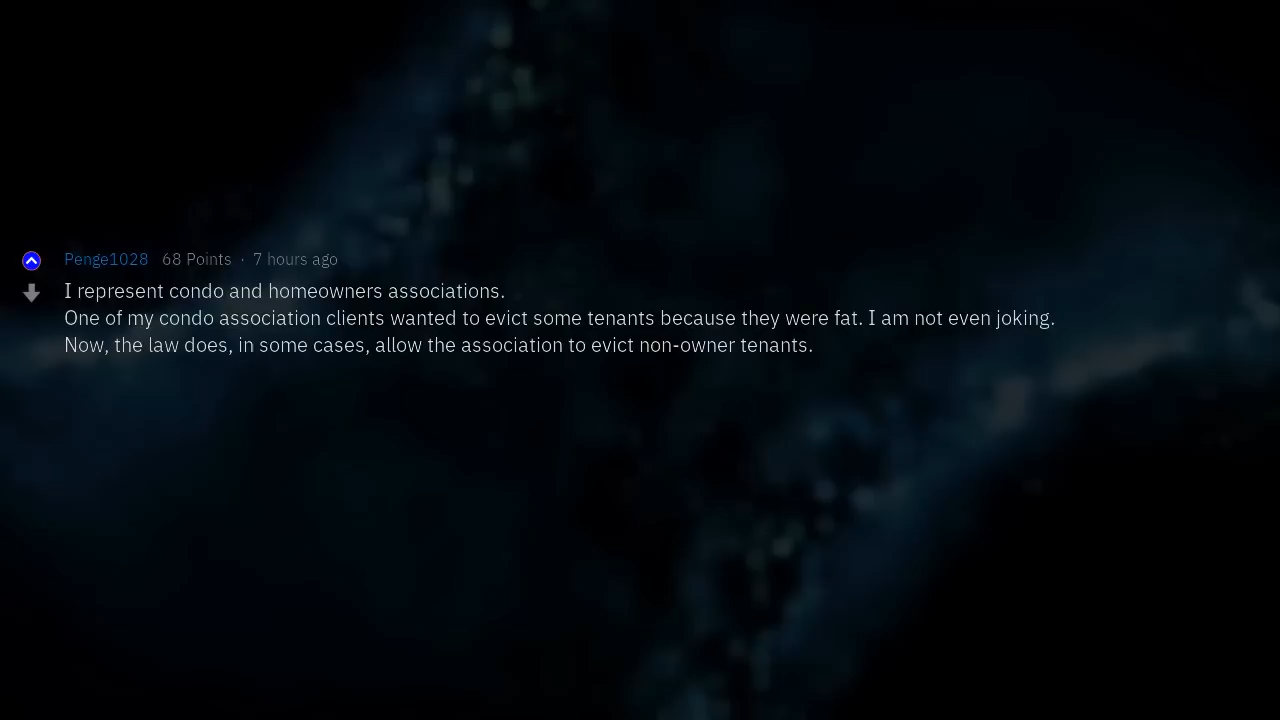 Penge1028 68 Points · 7 hours ago
I represent condo and homeowners associations.
One of my condo association clients wanted to evict some tenants because they were fat. I am not even joking.
Now, the law does, in some cases, allow the association to evict non-owner tenants.